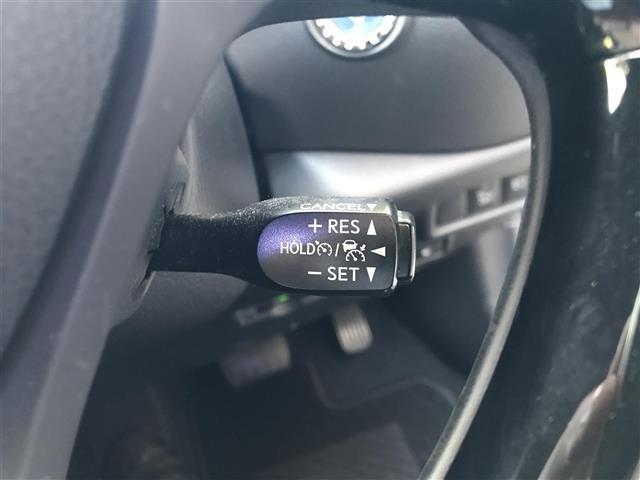 CANCEL▼
+ RES ▲
HOLD / ◀
− SET ▼